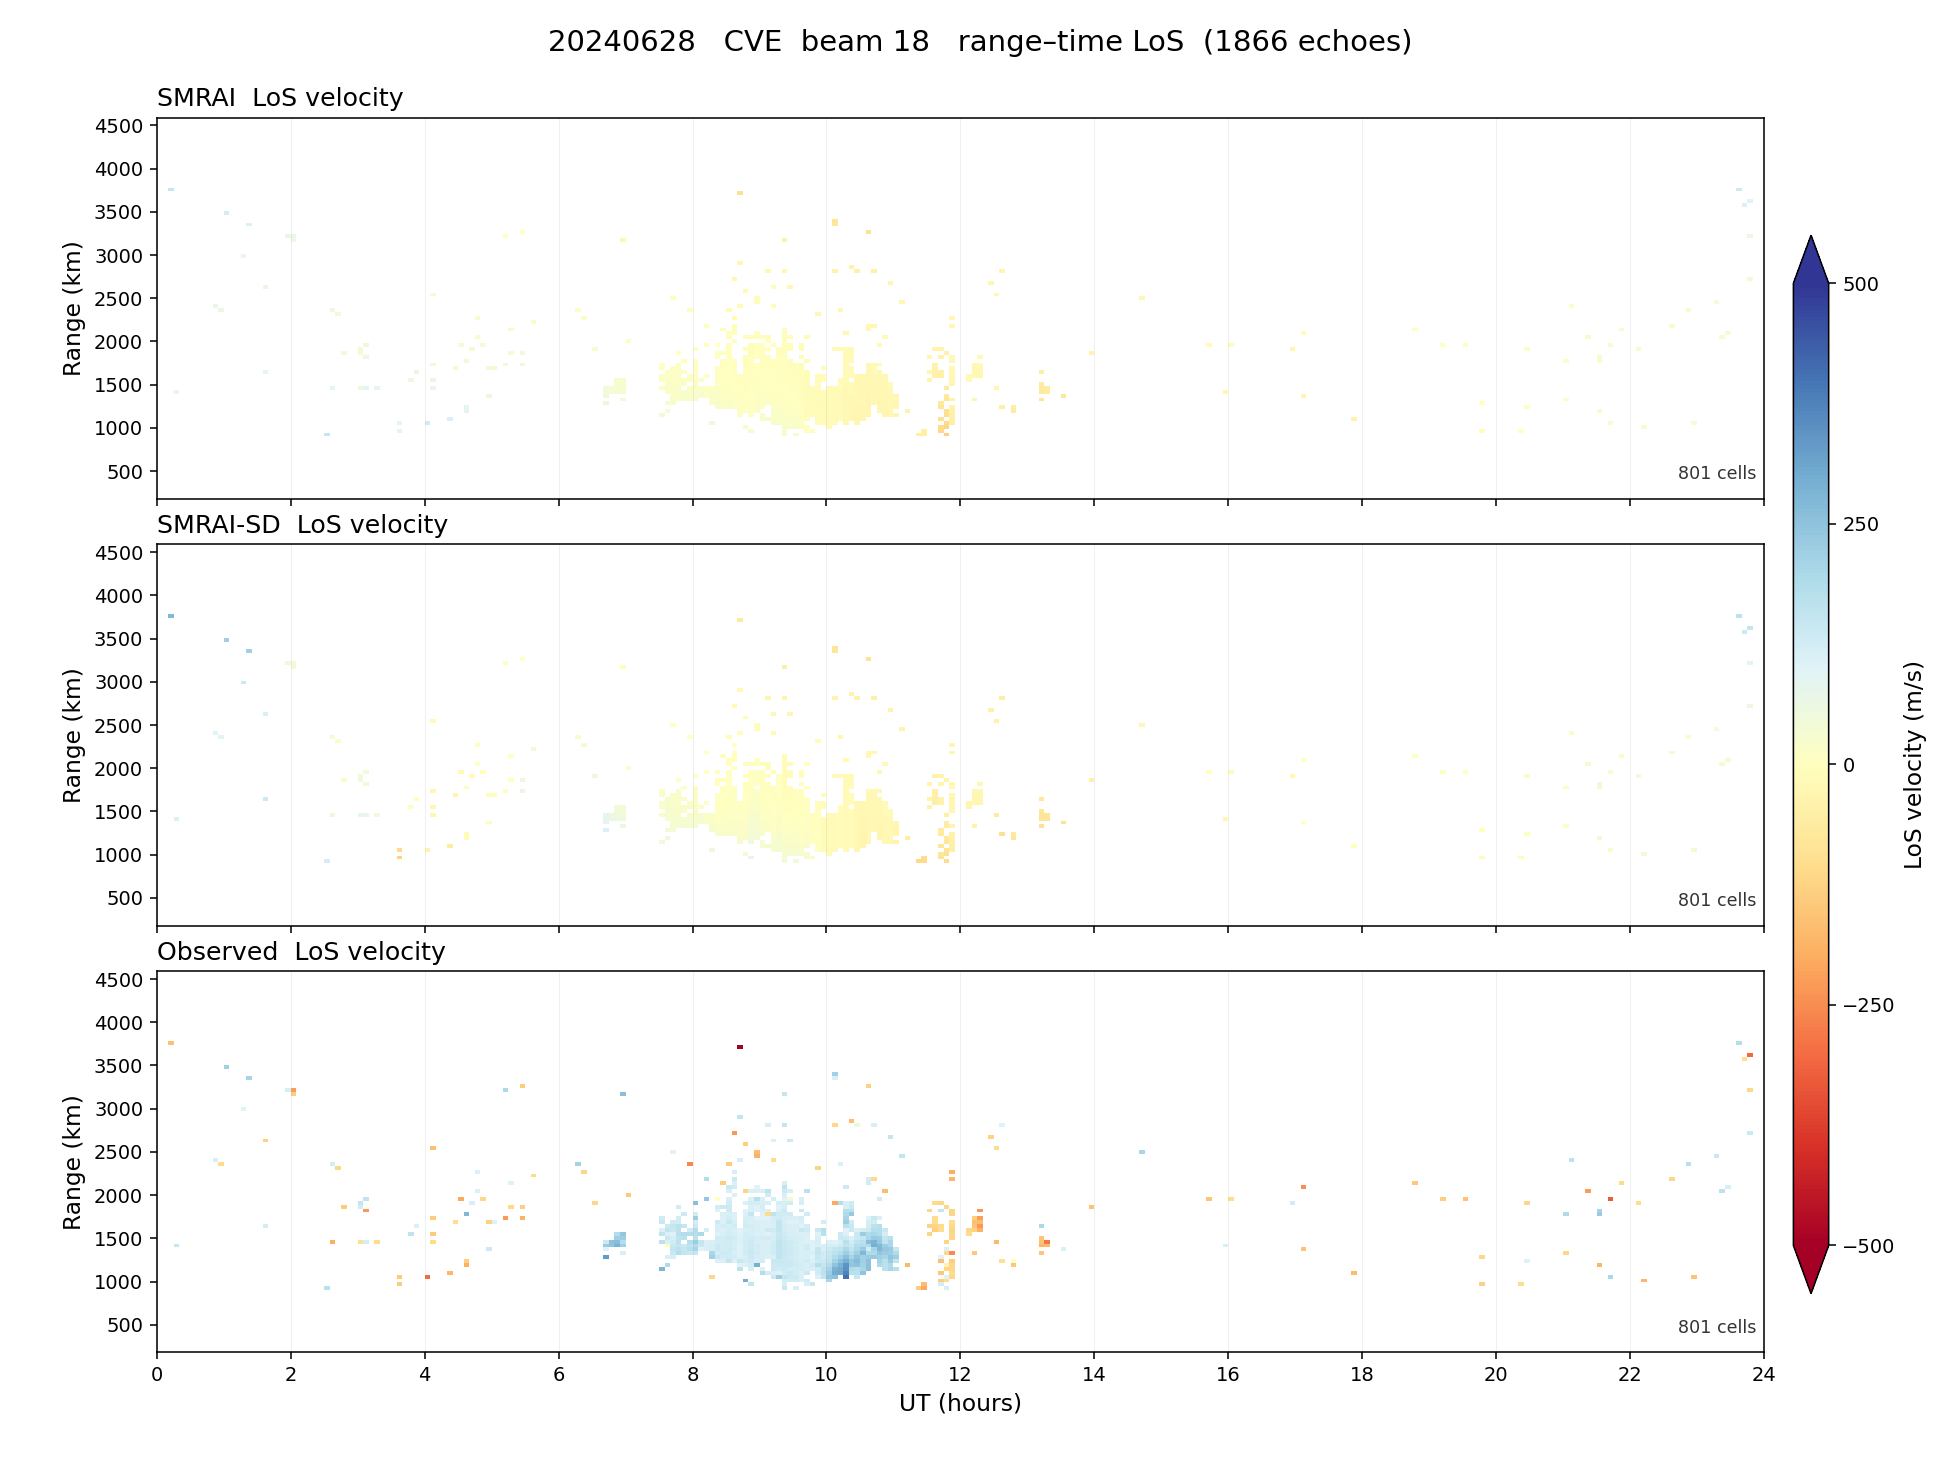 20240628   CVE  beam 18   range–time LoS  (1866 echoes)
SMRAI  LoS velocity
4500
4000
3500
3000
2500
2000
1500
1000
500
Range (km)
801 cells
SMRAI-SD  LoS velocity
4500
4000
3500
3000
2500
2000
1500
1000
500
Range (km)
801 cells
Observed  LoS velocity
4500
4000
3500
3000
2500
2000
1500
1000
500
Range (km)
801 cells
0 2 4 6 8 10 12 14 16 18 20 22 24
UT (hours)
500
250
0
−250
−500
LoS velocity (m/s)